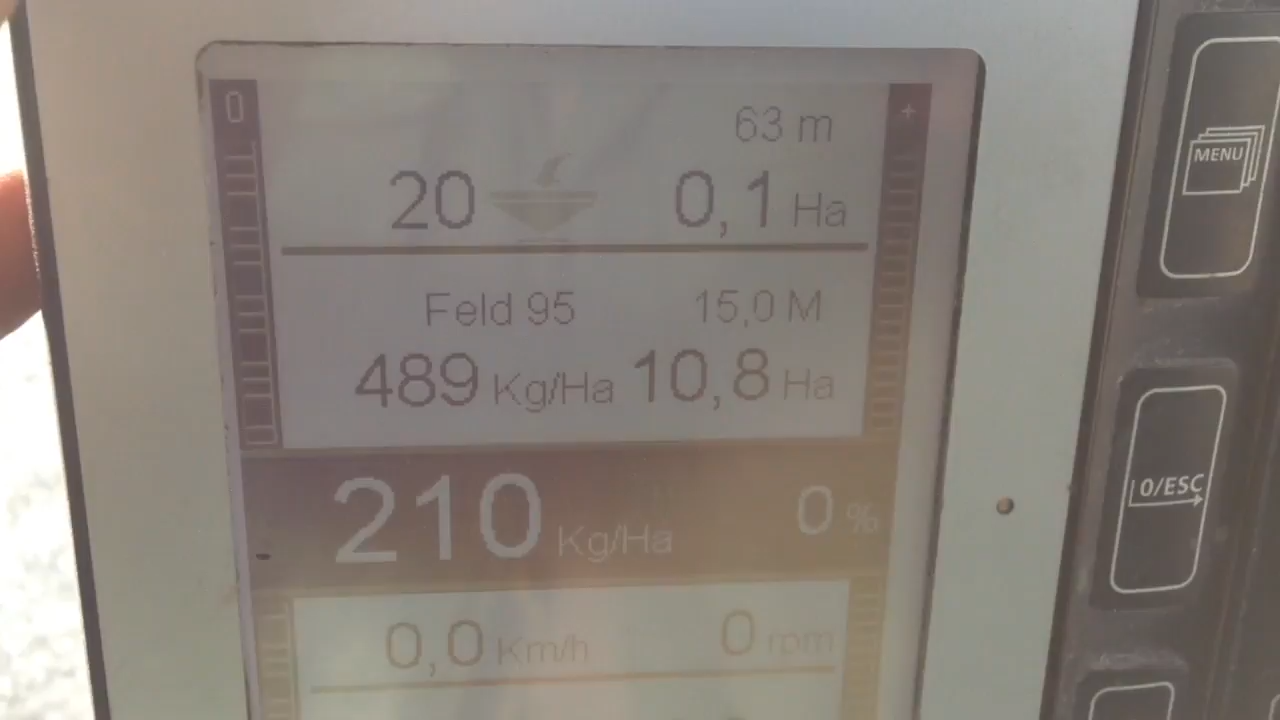 0
+
63 m
20 0,1 Ha
Feld 95 15,0 M
489 Kg/Ha 10,8 Ha
210 Kg/Ha 0 %
0,0 Km/h 0 rpm
MENU
0/ESC